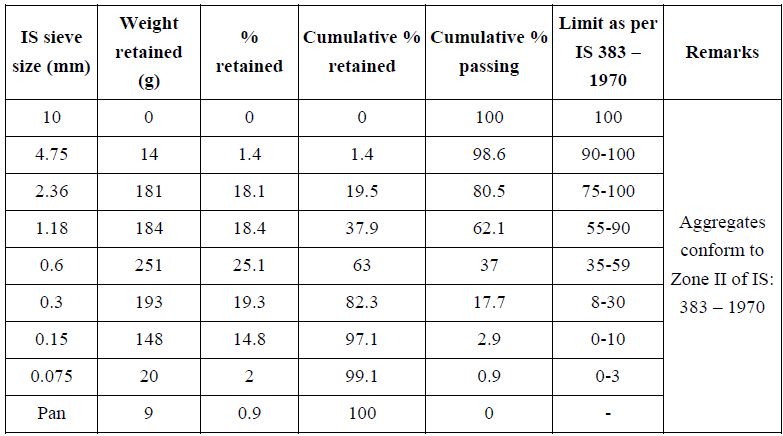 IS sieve size (mm) Weight retained (g) % retained Cumulative % retained Cumulative % passing Limit as per IS 383 – 1970 Remarks
10 0 0 0 100 100
4.75 14 1.4 1.4 98.6 90-100
2.36 181 18.1 19.5 80.5 75-100
1.18 184 18.4 37.9 62.1 55-90
0.6 251 25.1 63 37 35-59
0.3 193 19.3 82.3 17.7 8-30
0.15 148 14.8 97.1 2.9 0-10
0.075 20 2 99.1 0.9 0-3
Pan 9 0.9 100 0 -
Aggregates
conform to
Zone II of IS:
383 – 1970